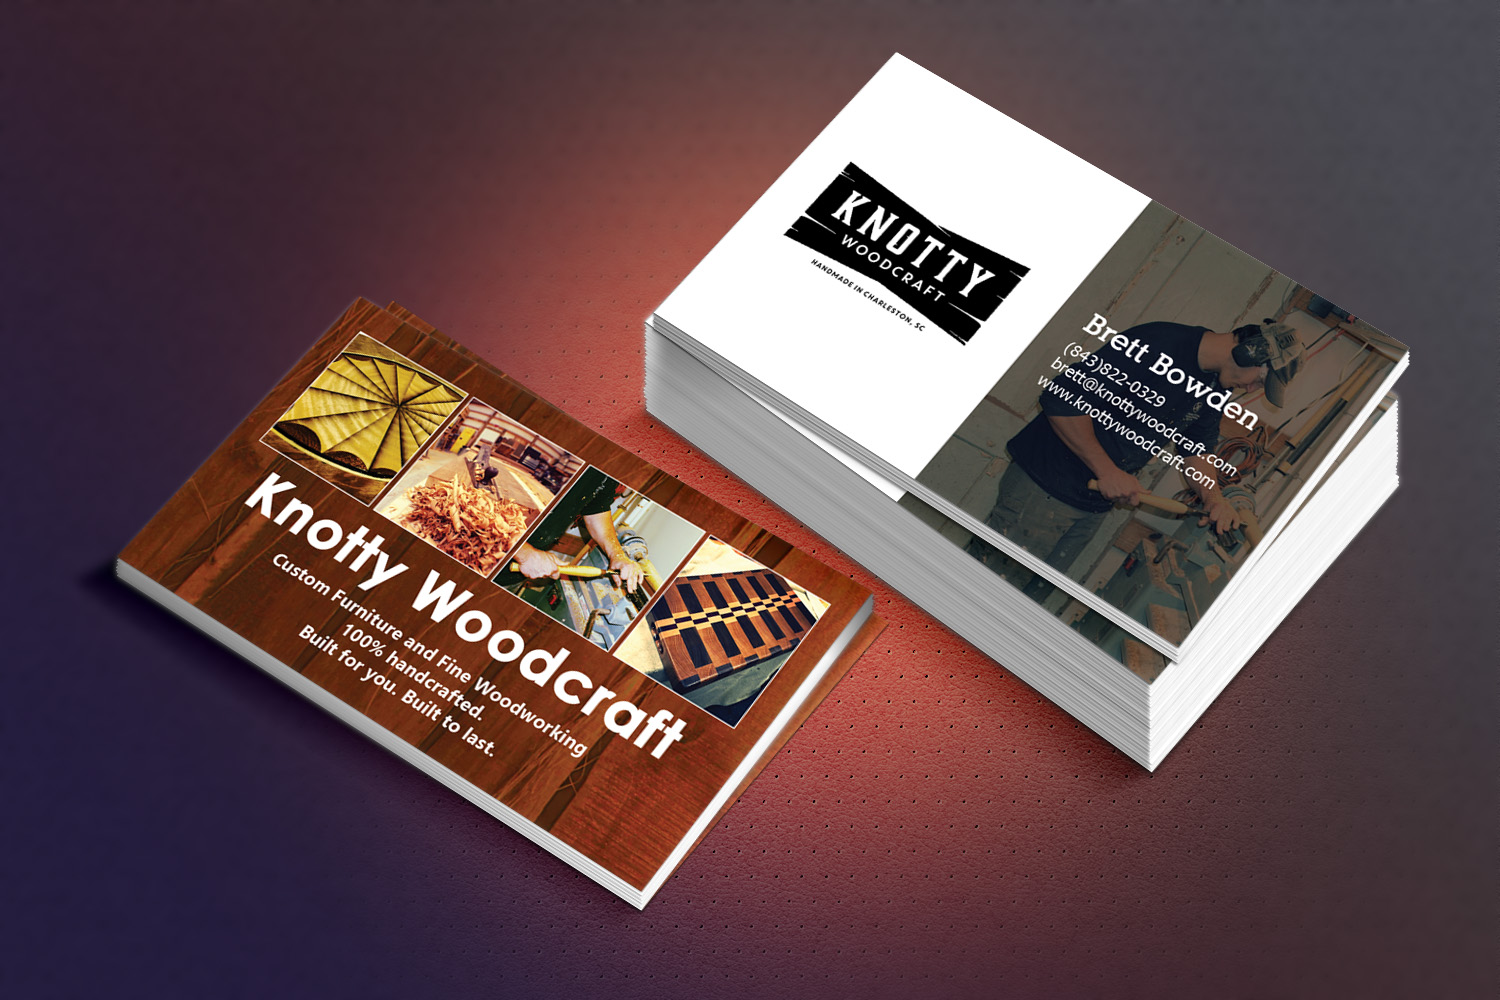 KNOTTY
WOODCRAFT
HANDMADE IN CHARLESTON, SC
Brett Bowden
(843)822-0329
brett@knottywoodcraft.com
www.knottywoodcraft.com
Knotty Woodcraft
Custom Furniture and Fine Woodworking
100% handcrafted.
Built for you. Built to last.